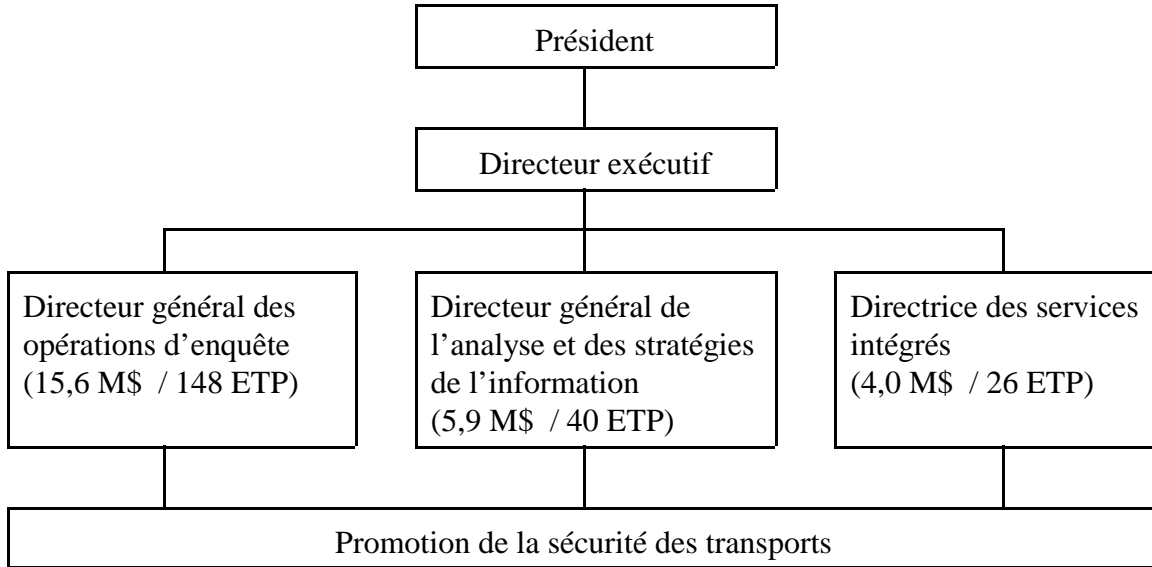 Président
Directeur exécutif
Directeur général des
opérations d’enquête
(15,6 M$ / 148 ETP)
Directeur général de
l’analyse et des stratégies
de l’information
(5,9 M$ / 40 ETP)
Directrice des services
intégrés
(4,0 M$ / 26 ETP)
Promotion de la sécurité des transports